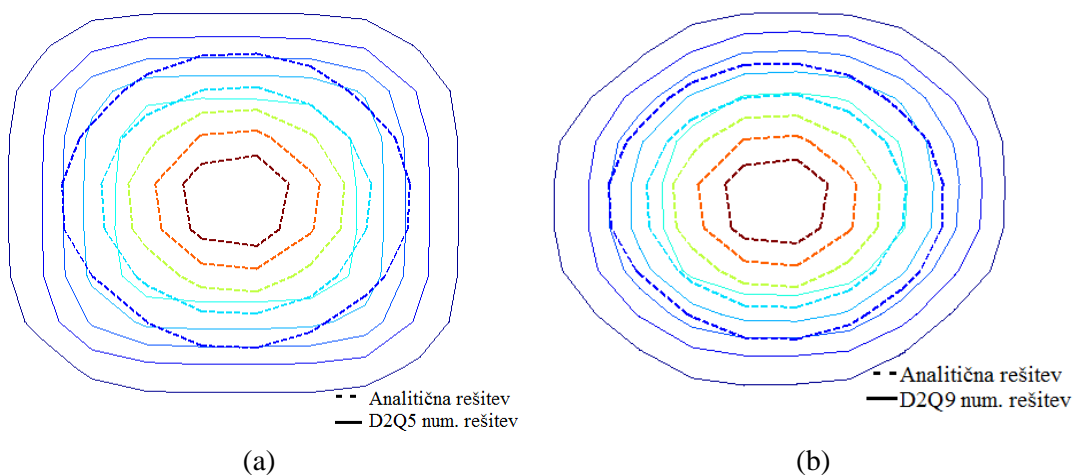 Analitična rešitev
D2Q5 num. rešitev
(a)
Analitična rešitev
D2Q9 num. rešitev
(b)